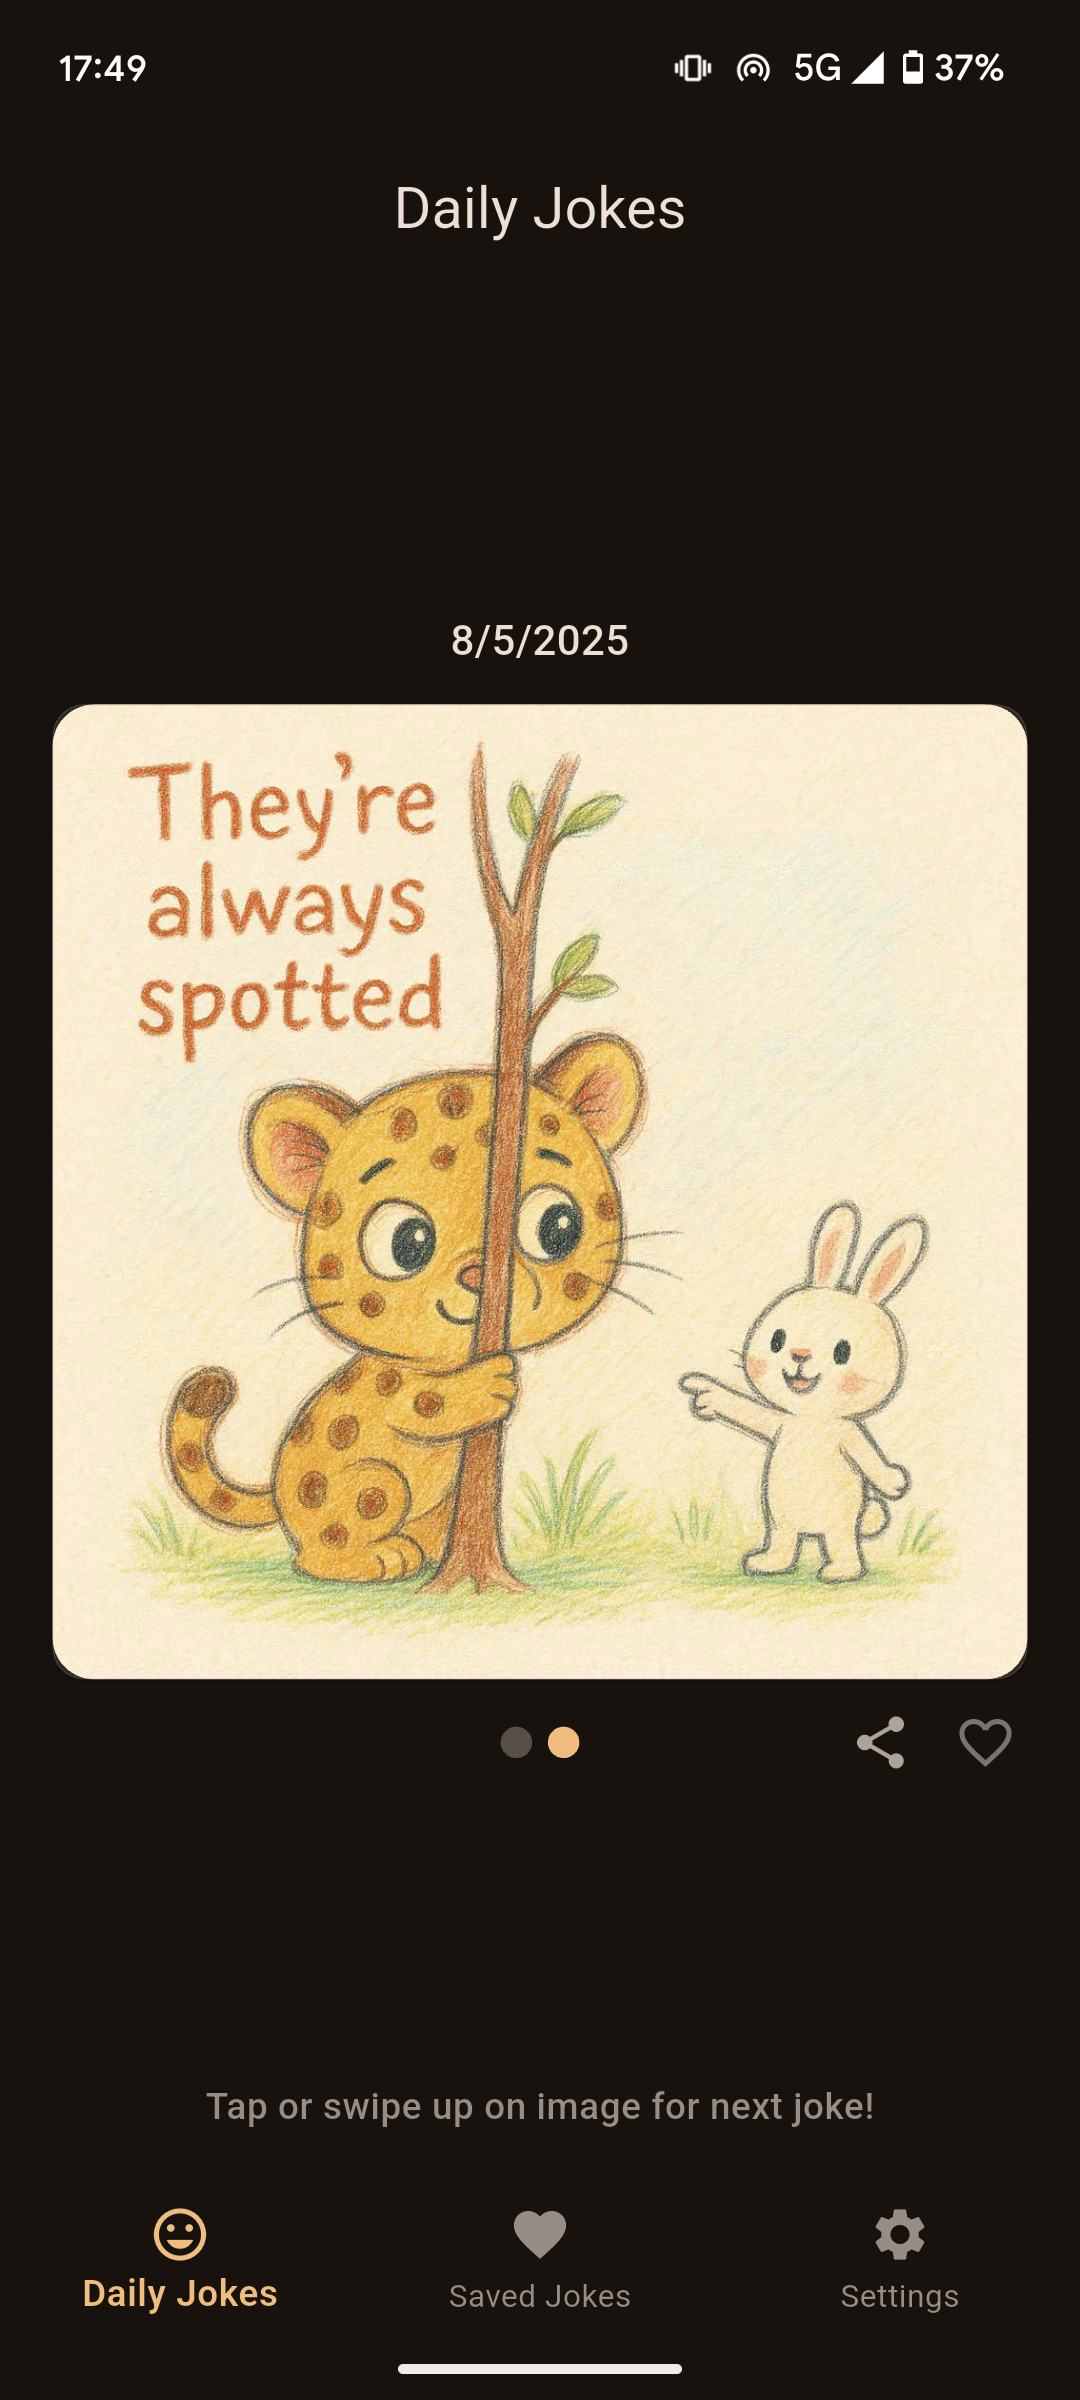 17:49 5G 37%
Daily Jokes
8/5/2025
They're
always
spotted
Tap or swipe up on image for next joke!
Daily Jokes Saved Jokes Settings